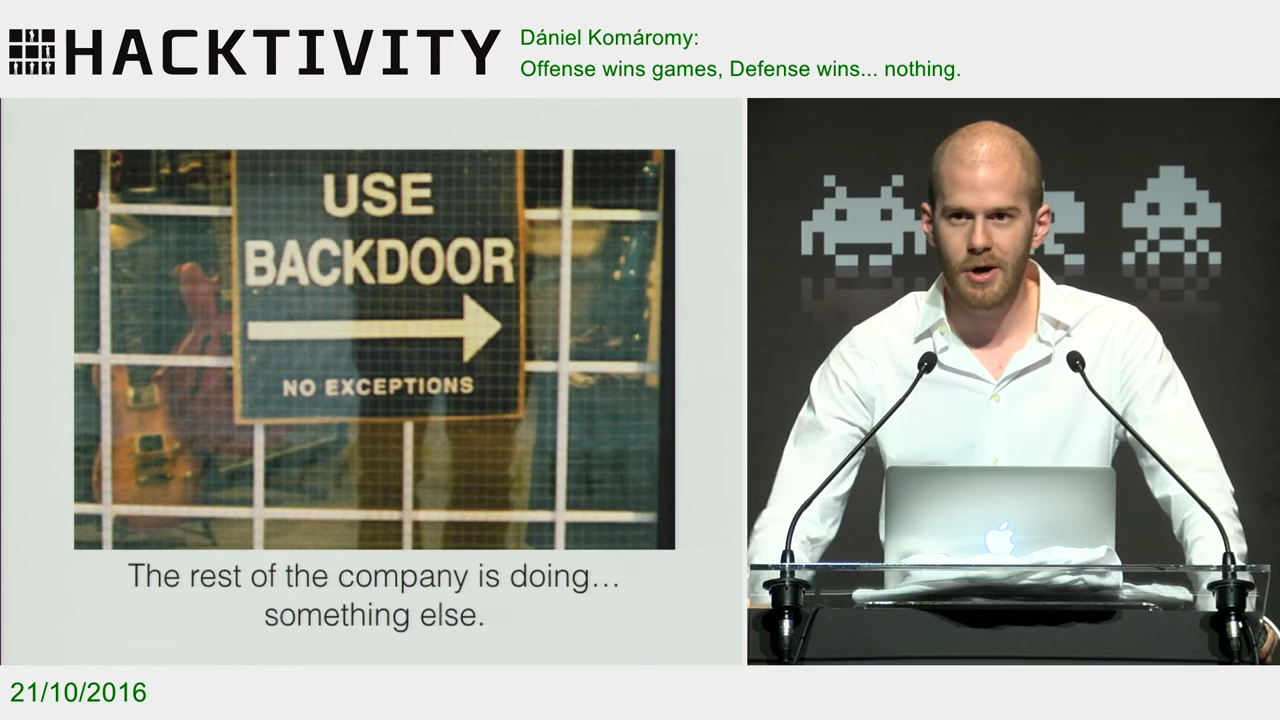 HACKTIVITY
Dániel Komáromy:
Offense wins games, Defense wins... nothing.
USE
BACKDOOR
NO EXCEPTIONS
The rest of the company is doing…
something else.
21/10/2016